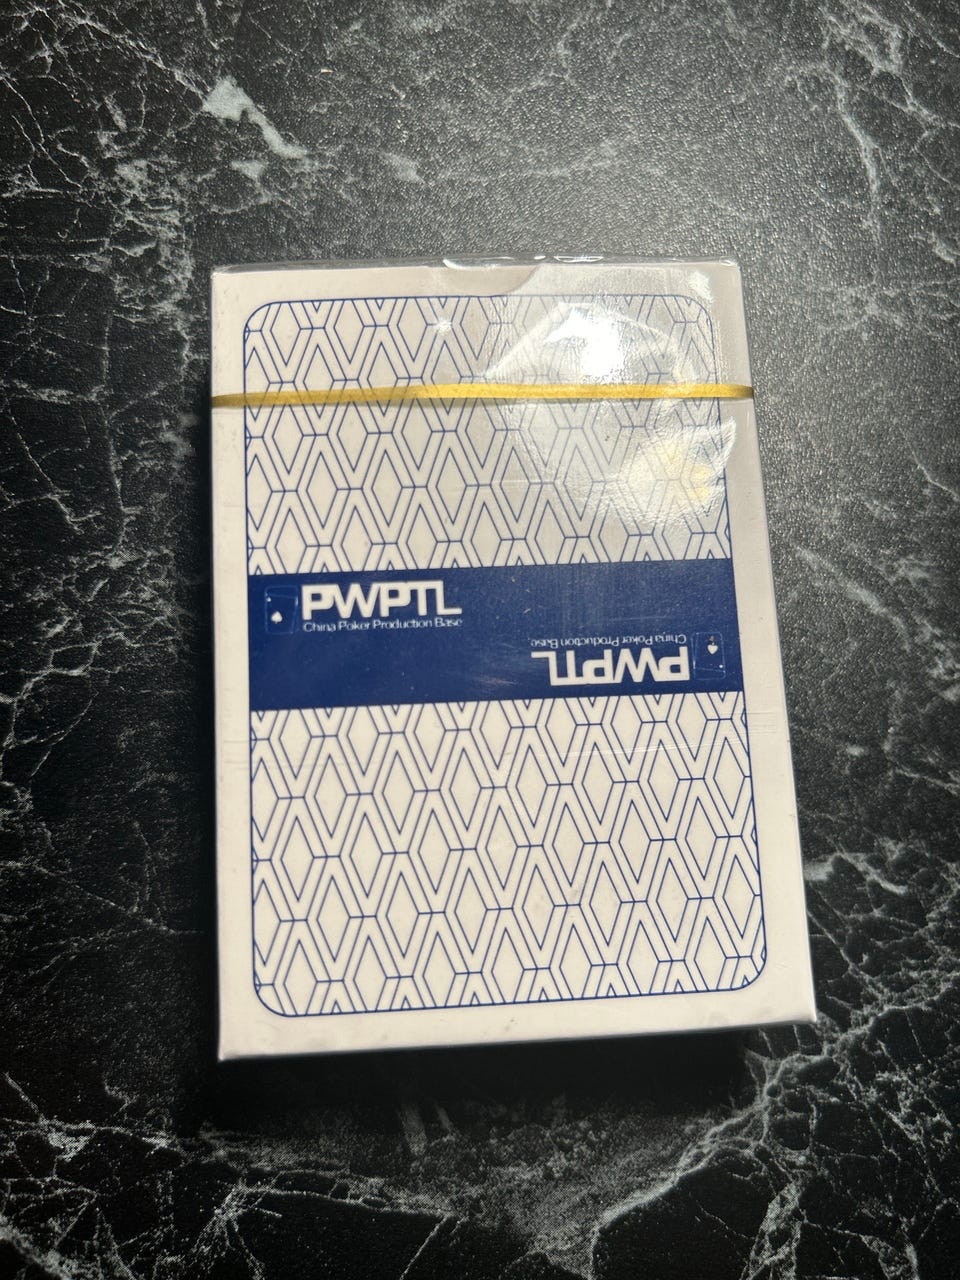 PWPTL
China Poker Production Base
PWPTL
China Poker Production Base